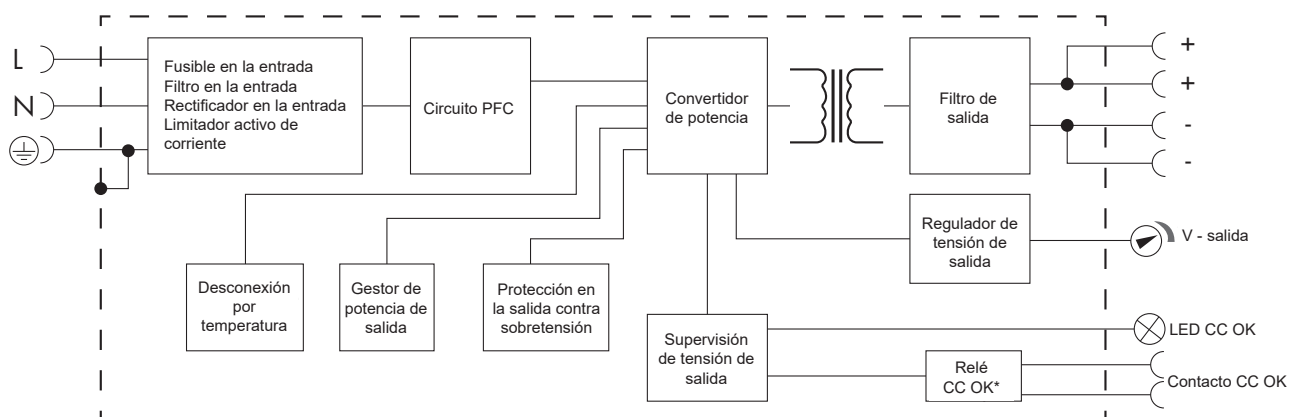 L
N
Fusible en la entrada
Filtro en la entrada
Rectificador en la entrada
Limitador activo de
corriente
Circuito PFC
Convertidor
de potencia
Filtro de
salida
+
+
-
-
Regulador de
tensión de
salida
V - salida
Desconexión
por
temperatura
Gestor de
potencia de
salida
Protección en
la salida contra
sobretensión
Supervisión
de tensión de
salida
LED CC OK
Relé
CC OK*
Contacto CC OK